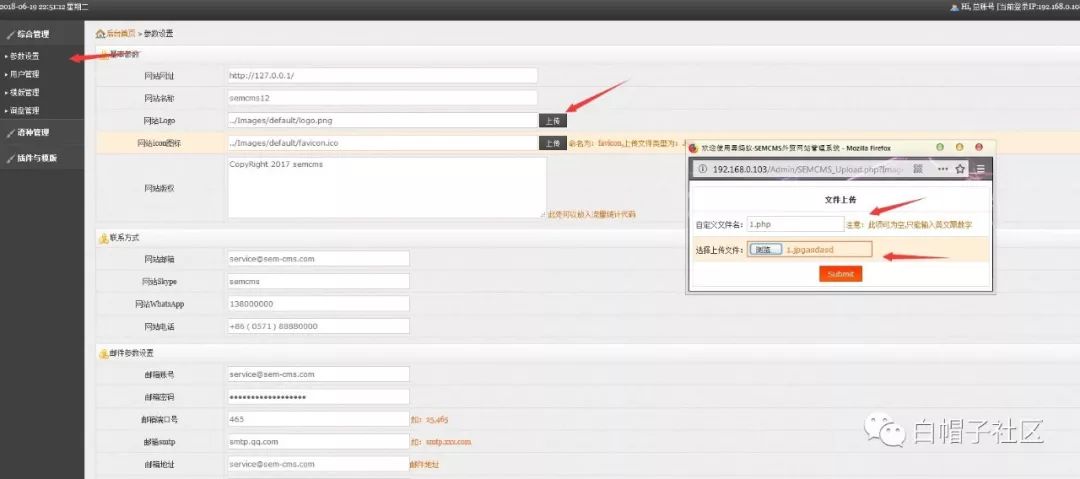 2018-06-19 22:51:12 星期二
Hi, 总账号 [当前登录IP:192.168.0.10
综合管理
后台首页 > 参数设置
参数设置
用户管理
模版管理
询盘管理
语种管理
插件与模版
基本参数
网站网址 http://127.0.0.1/
网站名称 semcms12
网站Logo ../Images/default/logo.png 上传
网站icon图标 ../Images/default/favicon.ico 上传 命名为: favicon,上传文件类型为:
网站版权 CopyRight 2017 semcms
此处可以放入流量统计代码
联系方式
网站邮箱 service@sem-cms.com
网站Skype semcms
网站WhatsApp 138000000
网站电话 +86 ( 0571 ) 88880000
邮件参数设置
邮箱账号 service@sem-cms.com
邮箱密码 ••••••••••••••••••
邮箱端口号 465 如: 25,465
邮箱smtp smtp.qq.com 如: smtp.xxx.com
邮箱地址 service@sem-cms.com 邮件地址
欢迎使用黑蚂蚁-SEMCMS外贸网站管理系统 - Mozilla Firefox
192.168.0.103/Admin/SEMCMS_Upload.php?Imag
文件上传
自定义文件名: 1.php 注意: 此项可为空,只能输入英文跟数字
选择上传文件: 浏览… 1.jpgasdasd
Submit
白帽子社区